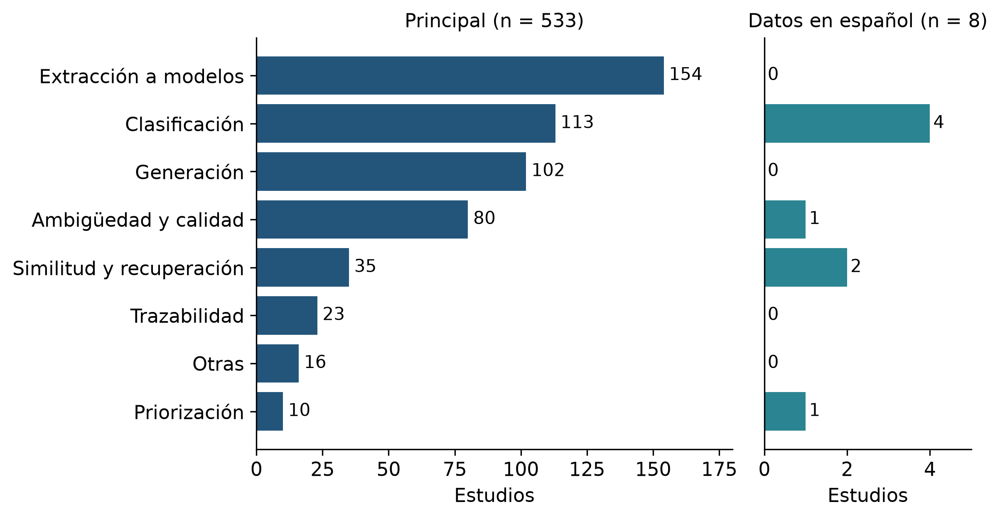 Principal (n = 533)
Datos en español (n = 8)
Extracción a modelos
154
0
Clasificación
113
4
Generación
102
0
Ambigüedad y calidad
80
1
Similitud y recuperación
35
2
Trazabilidad
23
0
Otras
16
0
Priorización
10
1
0 25 50 75 100 125 150 175
0 2 4
Estudios
Estudios